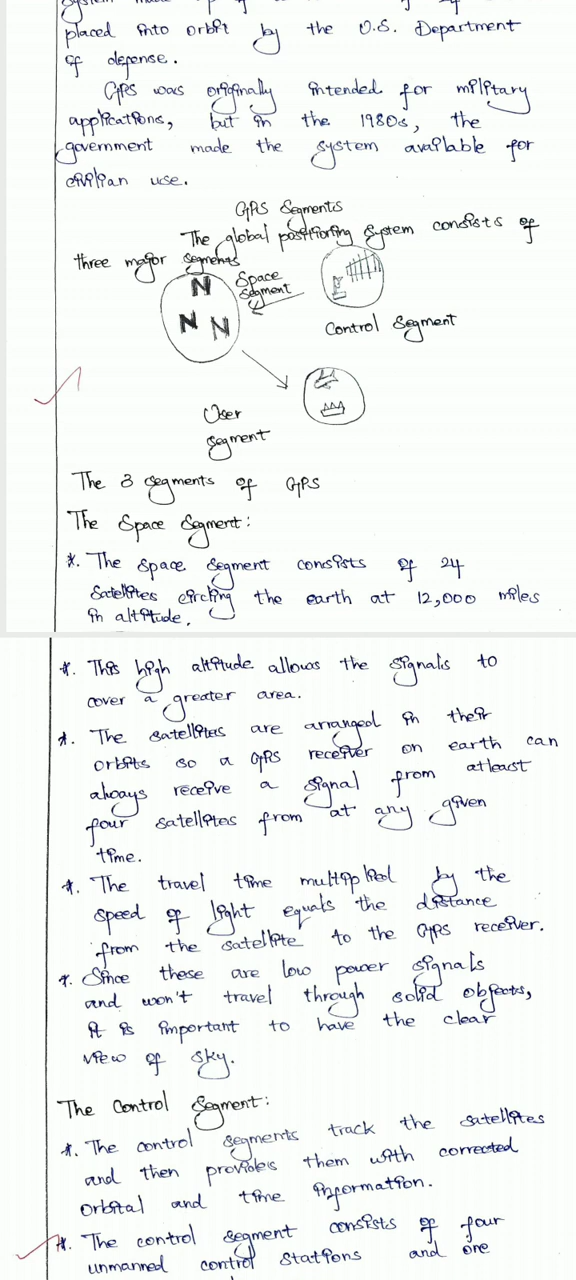 placed into orbit by the U.S. Department
of defense.
GPS was originally intended for military
applications, but in the 1980s, the
government made the system available for
civilian use.
GPS Segments
The global positioning System consists of
three major segments
Space
Segment
N
N N
Control Segment
User
segment
The 3 segments of GPS
The Space Segment:
*. The space segment consists of 24
Satellites circling the earth at 12,000 miles
in altitude.
*. This high altitude allows the signals to
cover a greater area.
*. The satellites are arranged in their
orbits so a GPS receiver on earth can
always receive a signal from atleast
four satellites from at any given
time.
*. The travel time multiplied by the
speed of light equals the distance
from the satellite to the GPS receiver.
*. Since these are low power signals
and won't travel through solid objects,
it is important to have the clear
view of sky.
The Control Segment:
*. The control segments track the satellites
and then provides them with corrected
orbital and time information.
*. The control segment consists of four
unmanned control stations and one